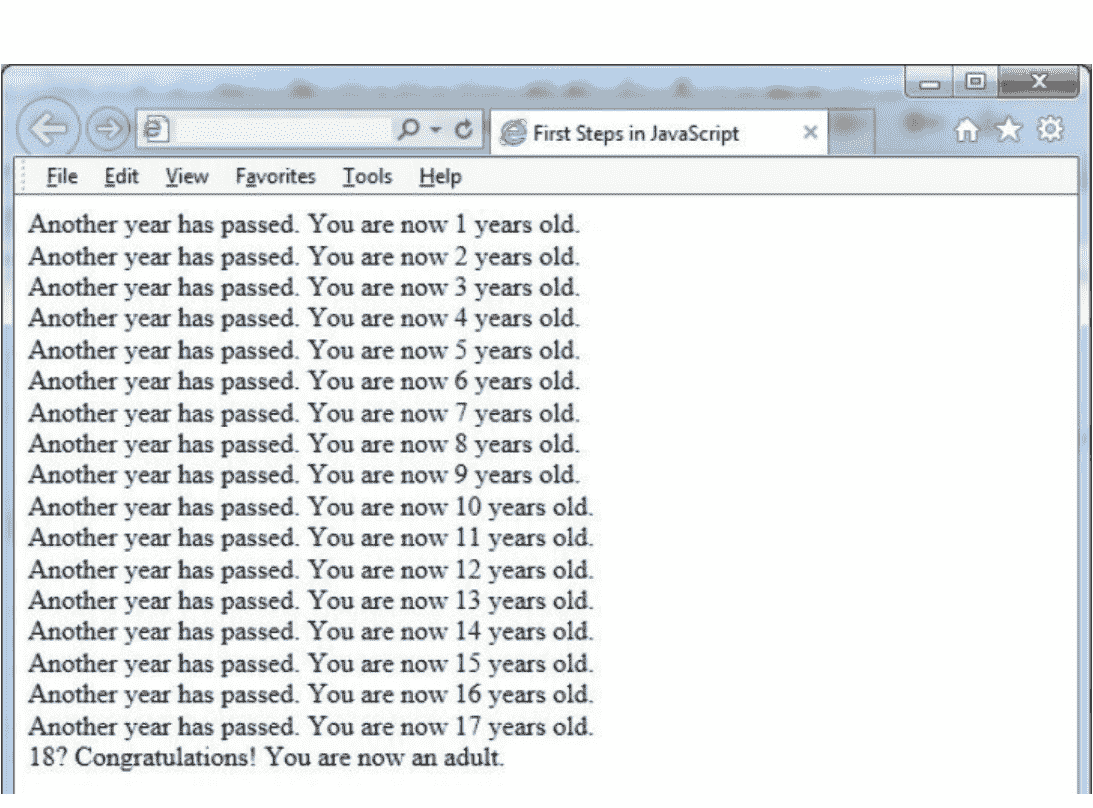 First Steps in JavaScript
File Edit View Favorites Tools Help
Another year has passed. You are now 1 years old.
Another year has passed. You are now 2 years old.
Another year has passed. You are now 3 years old.
Another year has passed. You are now 4 years old.
Another year has passed. You are now 5 years old.
Another year has passed. You are now 6 years old.
Another year has passed. You are now 7 years old.
Another year has passed. You are now 8 years old.
Another year has passed. You are now 9 years old.
Another year has passed. You are now 10 years old.
Another year has passed. You are now 11 years old.
Another year has passed. You are now 12 years old.
Another year has passed. You are now 13 years old.
Another year has passed. You are now 14 years old.
Another year has passed. You are now 15 years old.
Another year has passed. You are now 16 years old.
Another year has passed. You are now 17 years old.
18? Congratulations! You are now an adult.